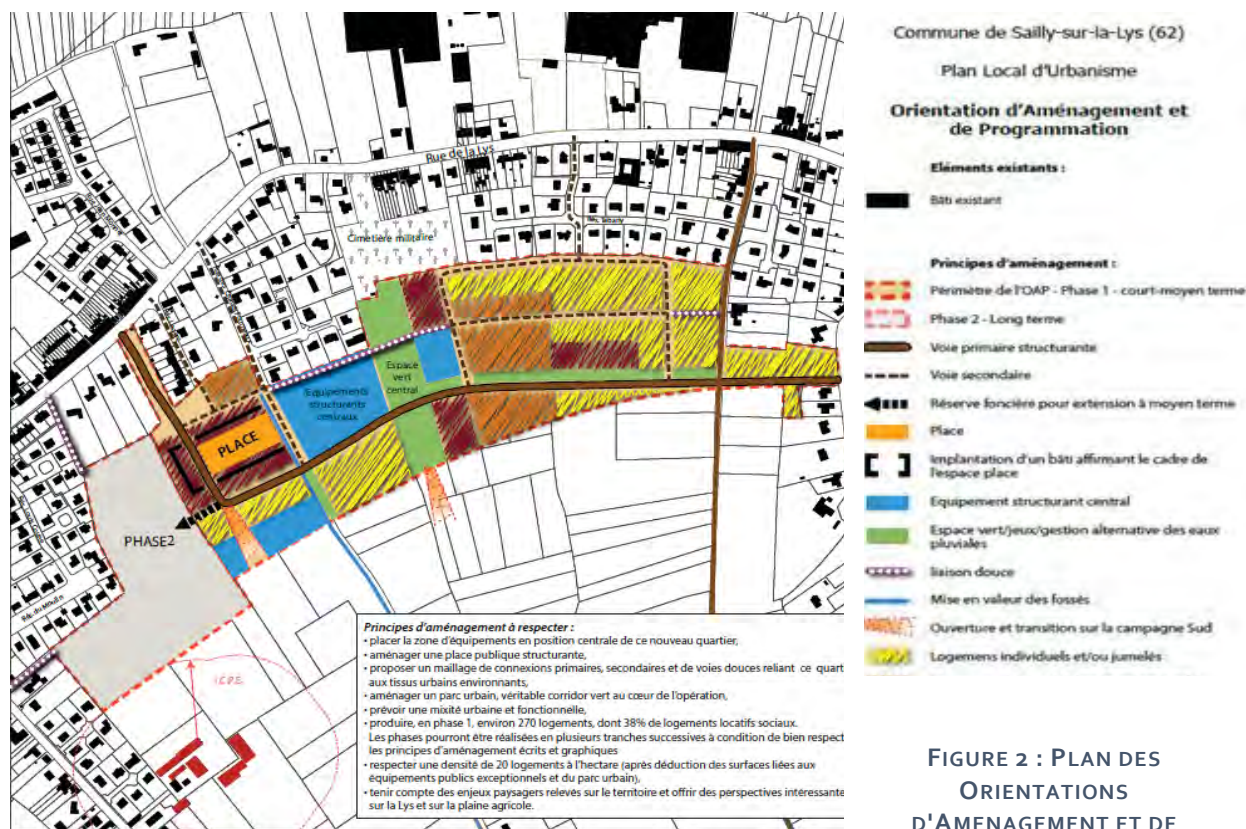 Rue de la Lys
Cimetière militaire
Espace
vert
central
Equipements
structurants
centraux
PLACE
PHASE2
Rés. du Moulin
I.C.P.E.
Principes d'aménagement à respecter :
• placer la zone d'équipements en position centrale de ce nouveau quartier,
• aménager une place publique structurante,
• proposer un maillage de connexions primaires, secondaires et de voies douces reliant ce quart
aux tissus urbains environnants,
• aménager un parc urbain, véritable corridor vert au cœur de l'opération,
• prévoir une mixité urbaine et fonctionnelle,
• produire, en phase 1, environ 270 logements, dont 38% de logements locatifs sociaux.
Les phases pourront être réalisées en plusieurs tranches successives à condition de bien respect
les principes d'aménagement écrits et graphiques
• respecter une densité de 20 logements à l'hectare (après déduction des surfaces liées aux
équipements publics exceptionnels et du parc urbain),
• tenir compte des enjeux paysagers relevés sur le territoire et offrir des perspectives intéressante
sur la Lys et sur la plaine agricole.
Commune de Sailly-sur-la-Lys (62)
Plan Local d'Urbanisme
Orientation d'Aménagement et
de Programmation
Eléments existants :
Bâti existant
Principes d'aménagement :
Périmètre de l'OAP - Phase 1 - court-moyen terme
Phase 2 - Long terme
Voie primaire structurante
Voie secondaire
Réserve foncière pour extension à moyen terme
Place
Implantation d'un bâti affirmant le cadre de
l'espace place
Equipement structurant central
Espace vert/jeux/gestion alternative des eaux
pluviales
liaison douce
Mise en valeur des fossés
Ouverture et transition sur la campagne Sud
Logemens individuels et/ou jumelés
FIGURE 2 : PLAN DES
ORIENTATIONS
D'AMENAGEMENT ET DE